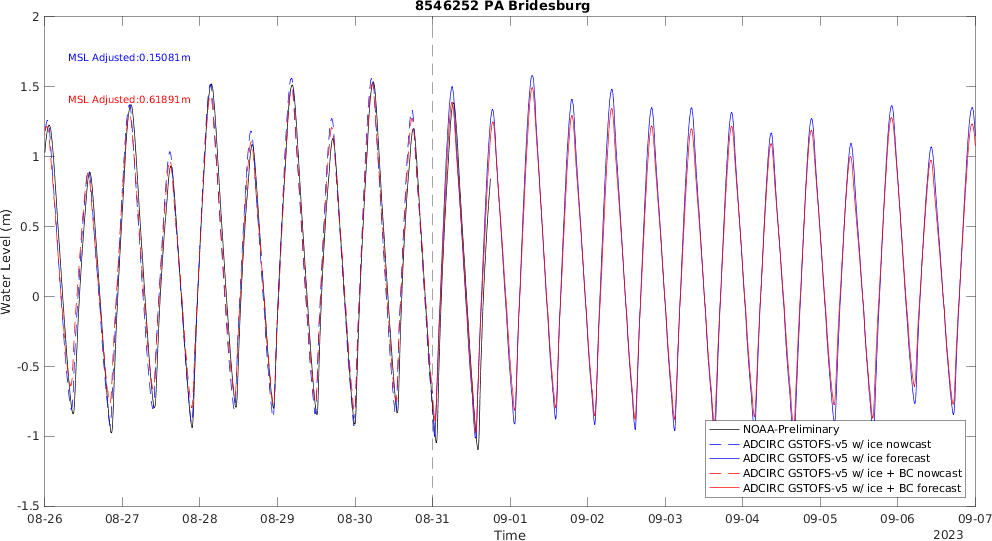 8546252 PA Bridesburg
2
1.5
1
0.5
0
-0.5
-1
-1.5
Water Level (m)
MSL Adjusted:0.15081m
MSL Adjusted:0.61891m
NOAA-Preliminary
ADCIRC GSTOFS-v5 w/ ice nowcast
ADCIRC GSTOFS-v5 w/ ice forecast
ADCIRC GSTOFS-v5 w/ ice + BC nowcast
ADCIRC GSTOFS-v5 w/ ice + BC forecast
08-26 08-27 08-28 08-29 08-30 08-31 09-01 09-02 09-03 09-04 09-05 09-06 09-07
Time
2023